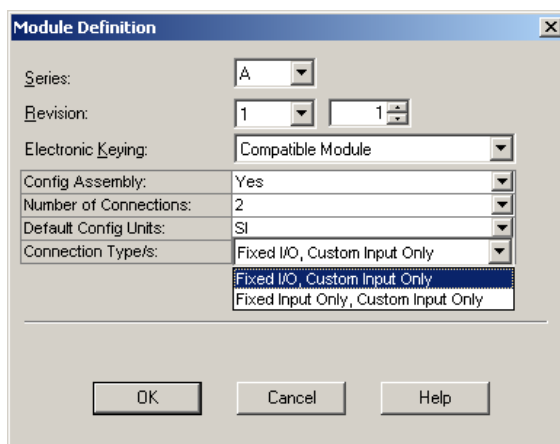 Module Definition
Series: A
Revision: 1 1
Electronic Keying: Compatible Module
Config Assembly: Yes
Number of Connections: 2
Default Config Units: SI
Connection Type/s: Fixed I/O, Custom Input Only
Fixed I/O, Custom Input Only
Fixed Input Only, Custom Input Only
OK Cancel Help